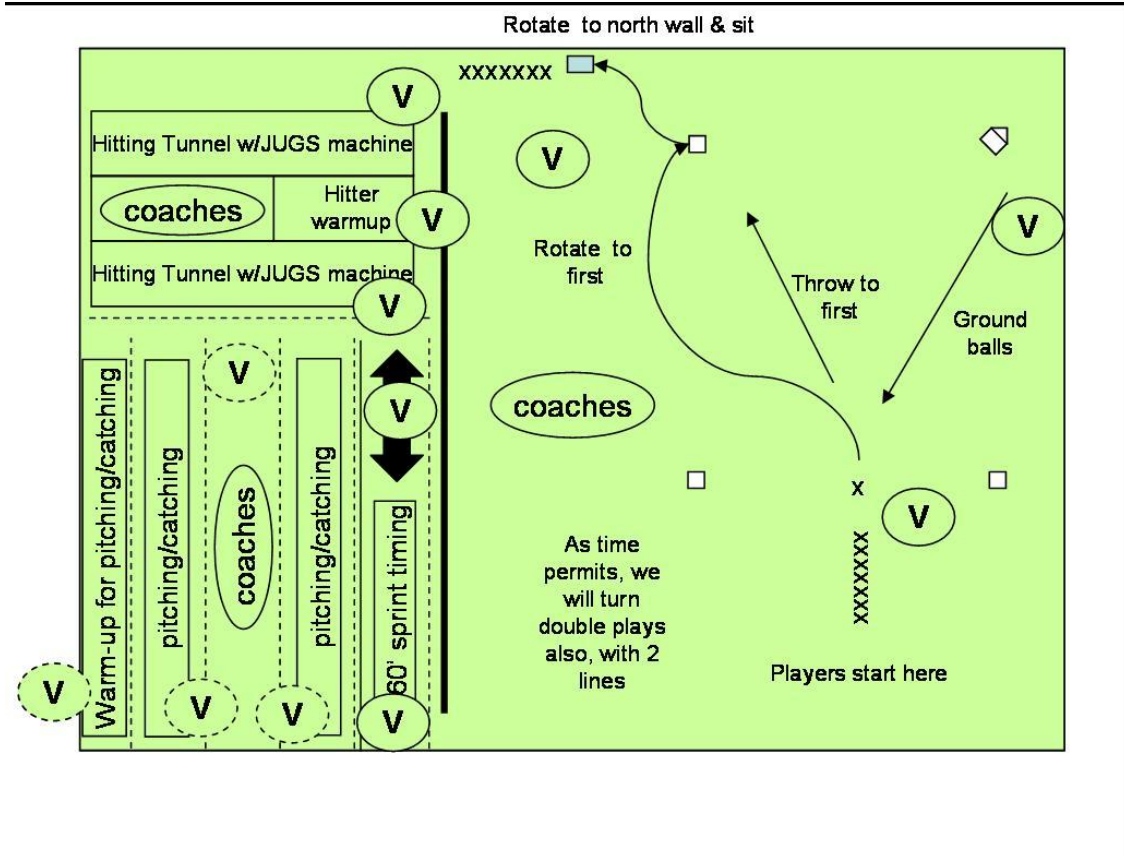 Rotate to north wall & sit
xxxxxxx
V
Hitting Tunnel w/JUGS machine
V
coaches
Hitter
warmup
V
V
Hitting Tunnel w/JUGS machine
V
Rotate to
first
Throw to
first
Ground
balls
V
V
coaches
Warm-up for pitching/catching
pitching/catching
coaches
pitching/catching
60' sprint timing
x
V
xxxxxxxx
As time
permits, we
will turn
double plays
also, with 2
lines
Players start here
V
V
V
V